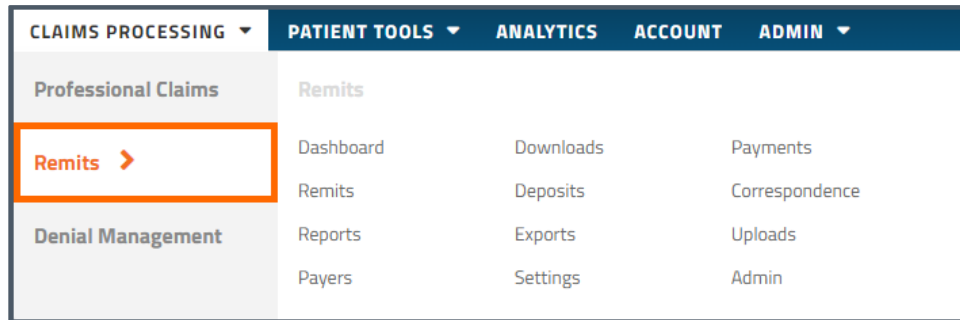 CLAIMS PROCESSING PATIENT TOOLS ANALYTICS ACCOUNT ADMIN
Professional Claims
Remits
Denial Management
Remits
Dashboard Downloads Payments
Remits Deposits Correspondence
Reports Exports Uploads
Payers Settings Admin